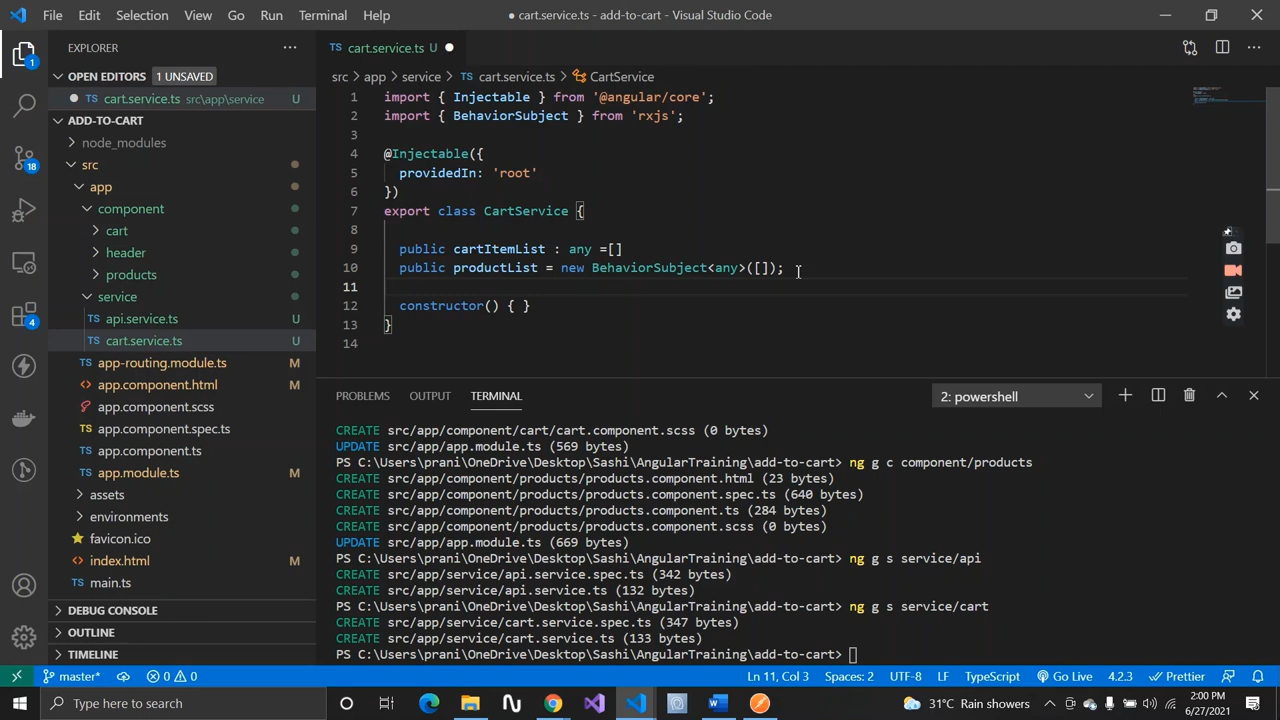 File Edit Selection View Go Run Terminal Help
● cart.service.ts - add-to-cart - Visual Studio Code
EXPLORER
OPEN EDITORS 1 UNSAVED
● TS cart.service.ts src\app\service U
ADD-TO-CART
node_modules
src
app
component
cart
header
products
service
TS api.service.ts U
TS cart.service.ts U
TS app-routing.module.ts M
<> app.component.html M
app.component.scss
TS app.component.spec.ts
TS app.component.ts
TS app.module.ts M
assets
environments
favicon.ico
<> index.html M
TS main.ts
DEBUG CONSOLE
OUTLINE
TIMELINE
1
18
4
TS cart.service.ts U ●
src > app > service > TS cart.service.ts > CartService
1 import { Injectable } from '@angular/core';
2 import { BehaviorSubject } from 'rxjs';
3
4 @Injectable({
5 providedIn: 'root'
6 })
7 export class CartService {
8
9 public cartItemList : any =[]
10 public productList = new BehaviorSubject<any>([]);
11
12 constructor() { }
13 }
14
PROBLEMS OUTPUT TERMINAL
2: powershell
CREATE src/app/component/cart/cart.component.scss (0 bytes)
UPDATE src/app/app.module.ts (569 bytes)
PS C:\Users\prani\OneDrive\Desktop\Sashi\AngularTraining\add-to-cart> ng g c component/products
CREATE src/app/component/products/products.component.html (23 bytes)
CREATE src/app/component/products/products.component.spec.ts (640 bytes)
CREATE src/app/component/products/products.component.ts (284 bytes)
CREATE src/app/component/products/products.component.scss (0 bytes)
UPDATE src/app/app.module.ts (669 bytes)
PS C:\Users\prani\OneDrive\Desktop\Sashi\AngularTraining\add-to-cart> ng g s service/api
CREATE src/app/service/api.service.spec.ts (342 bytes)
CREATE src/app/service/api.service.ts (132 bytes)
PS C:\Users\prani\OneDrive\Desktop\Sashi\AngularTraining\add-to-cart> ng g s service/cart
CREATE src/app/service/cart.service.spec.ts (347 bytes)
CREATE src/app/service/cart.service.ts (133 bytes)
PS C:\Users\prani\OneDrive\Desktop\Sashi\AngularTraining\add-to-cart>
master* 0 0 Ln 11, Col 3 Spaces: 2 UTF-8 LF TypeScript Go Live 4.2.3 Prettier
Type here to search
31°C Rain showers
2:00 PM
6/27/2021
3